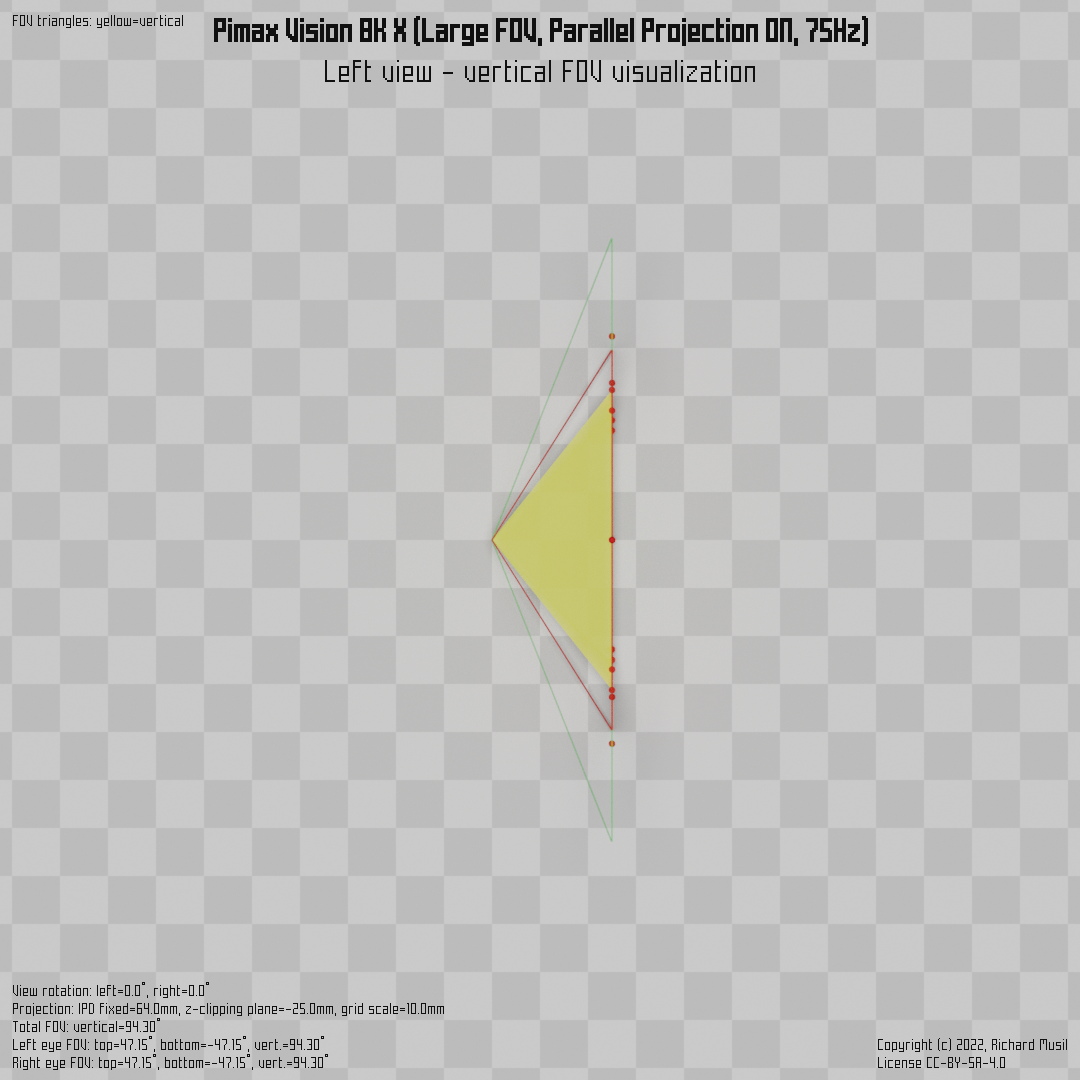 FOV triangles: yellow=vertical
Pimax Vision 8K X (Large FOV, Parallel Projection ON, 75Hz)
Left view - vertical FOV visualization
View rotation: left=0.0°, right=0.0°
Projection: IPD fixed=64.0mm, z-clipping plane=-25.0mm, grid scale=10.0mm
Total FOV: vertical=94.30°
Left eye FOV: top=47.15°, bottom=-47.15°, vert.=94.30°
Right eye FOV: top=47.15°, bottom=-47.15°, vert.=94.30°
Copyright (c) 2022, Richard Musil
License CC-BY-SA-4.0